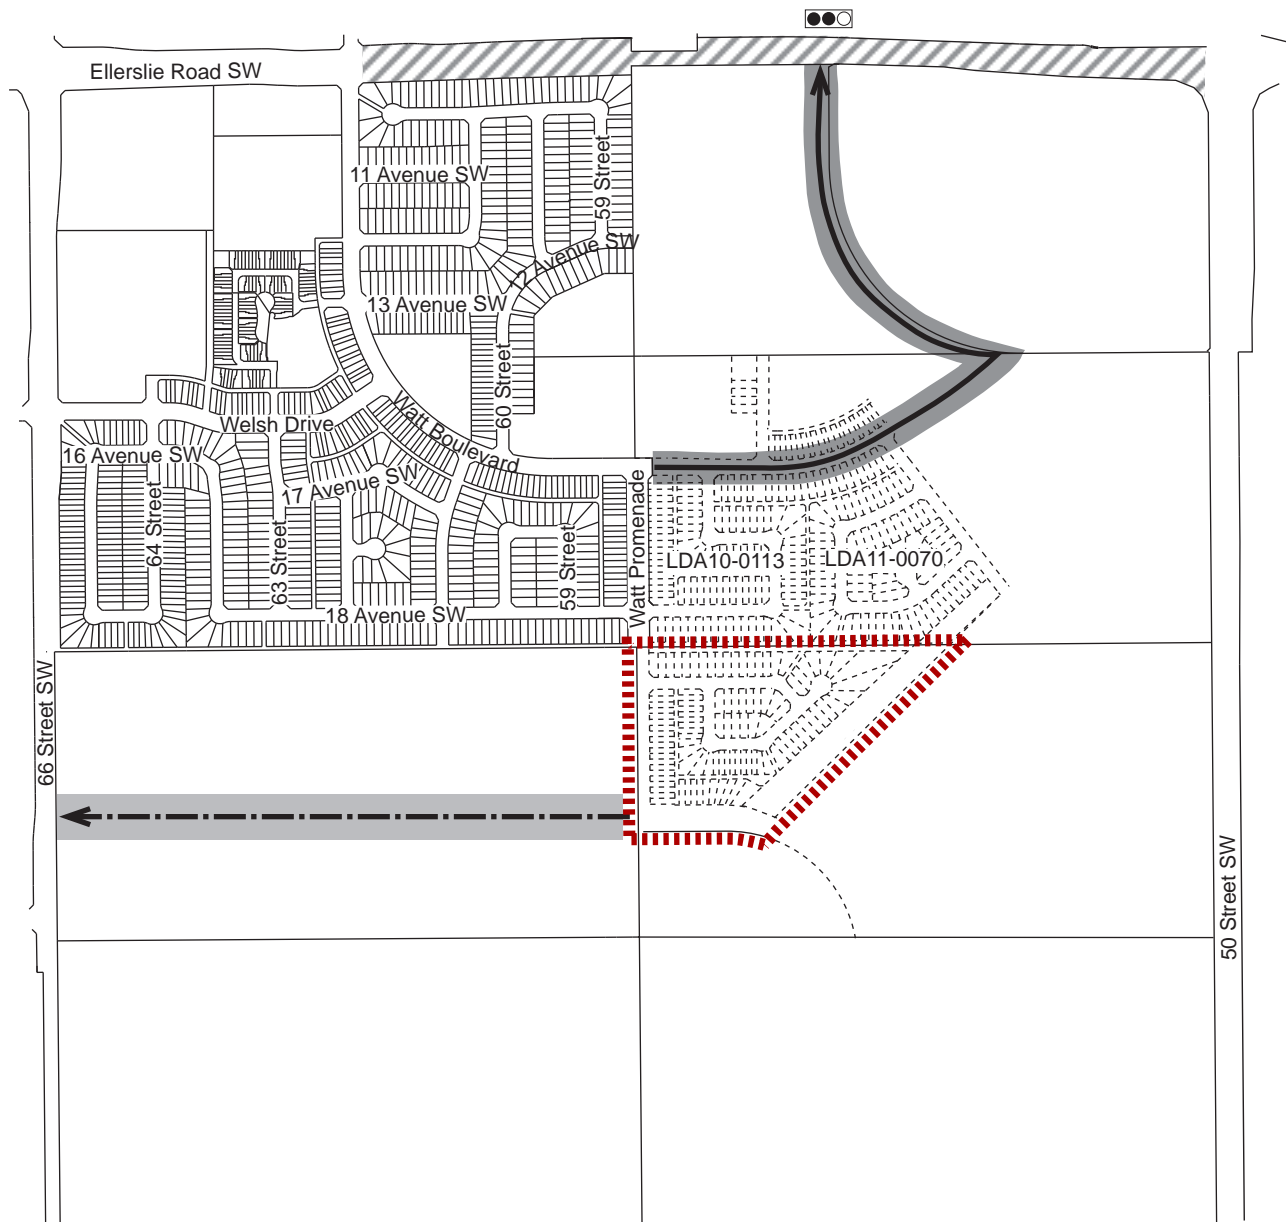 Ellerslie Road SW
11 Avenue SW
59 Street
12 Avenue SW
13 Avenue SW
60 Street
Watt Boulevard
Welsh Drive
16 Avenue SW
17 Avenue SW
64 Street
63 Street
59 Street
Watt Promenade
LDA10-0113
LDA11-0070
18 Avenue SW
66 Street SW
50 Street SW